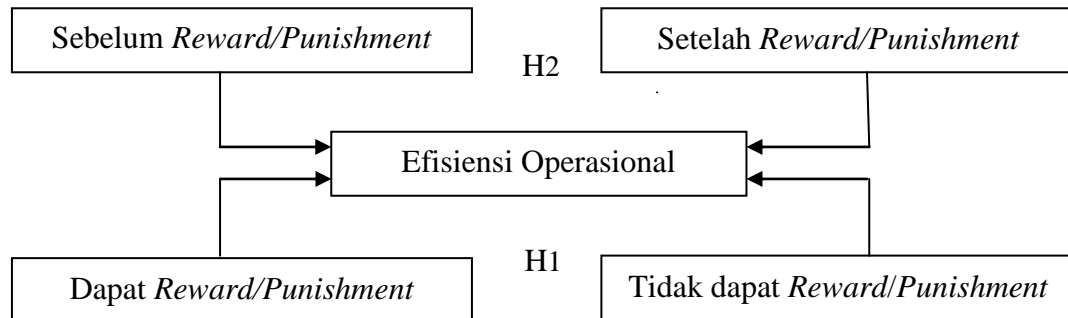 Sebelum Reward/Punishment
Setelah Reward/Punishment
H2
Efisiensi Operasional
H1
Dapat Reward/Punishment
Tidak dapat Reward/Punishment